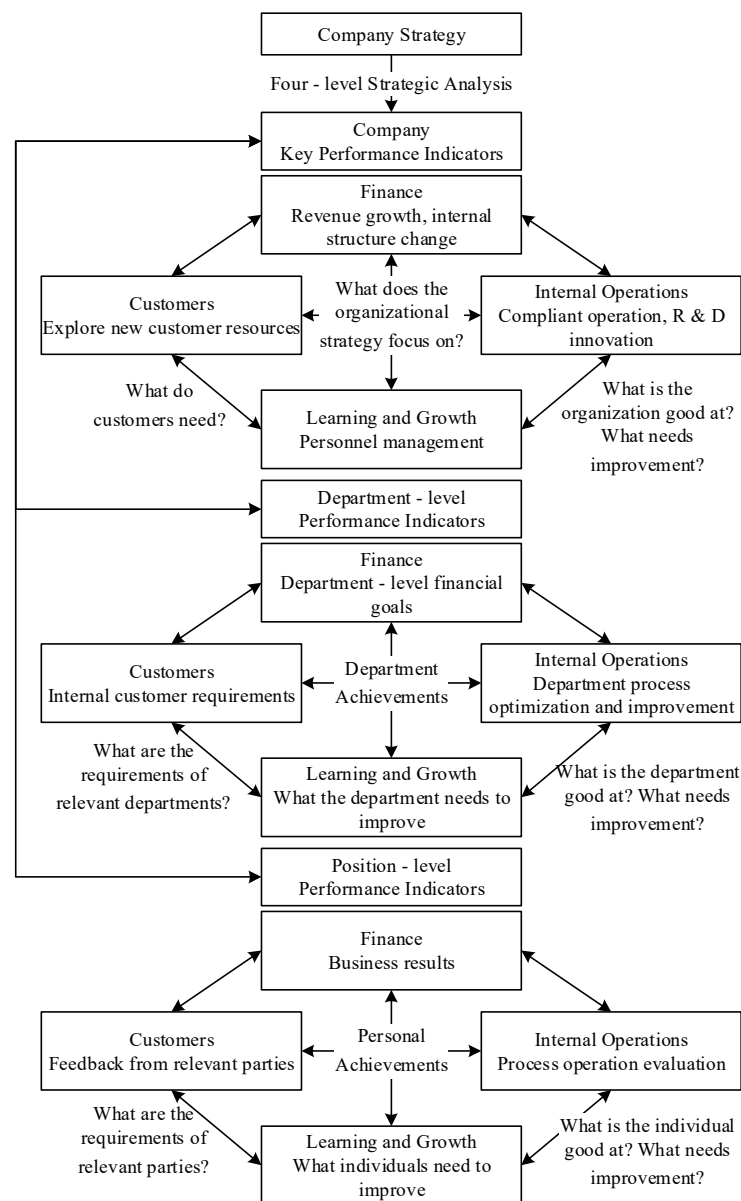 Company Strategy
Four - level Strategic Analysis
Company
Key Performance Indicators
Finance
Revenue growth, internal
structure change
Customers
Explore new customer resources
What does the
organizational
strategy focus on?
Internal Operations
Compliant operation, R & D
innovation
What do
customers need?
Learning and Growth
Personnel management
What is the
organization good at?
What needs
improvement?
Department - level
Performance Indicators
Finance
Department - level financial
goals
Customers
Internal customer requirements
Department
Achievements
Internal Operations
Department process
optimization and improvement
What are the
requirements of
relevant departments?
Learning and Growth
What the department needs to
improve
What is the department
good at? What needs
improvement?
Position - level
Performance Indicators
Finance
Business results
Customers
Feedback from relevant parties
Personal
Achievements
Internal Operations
Process operation evaluation
What are the
requirements of
relevant parties?
Learning and Growth
What individuals need to
improve
What is the individual
good at? What needs
improvement?